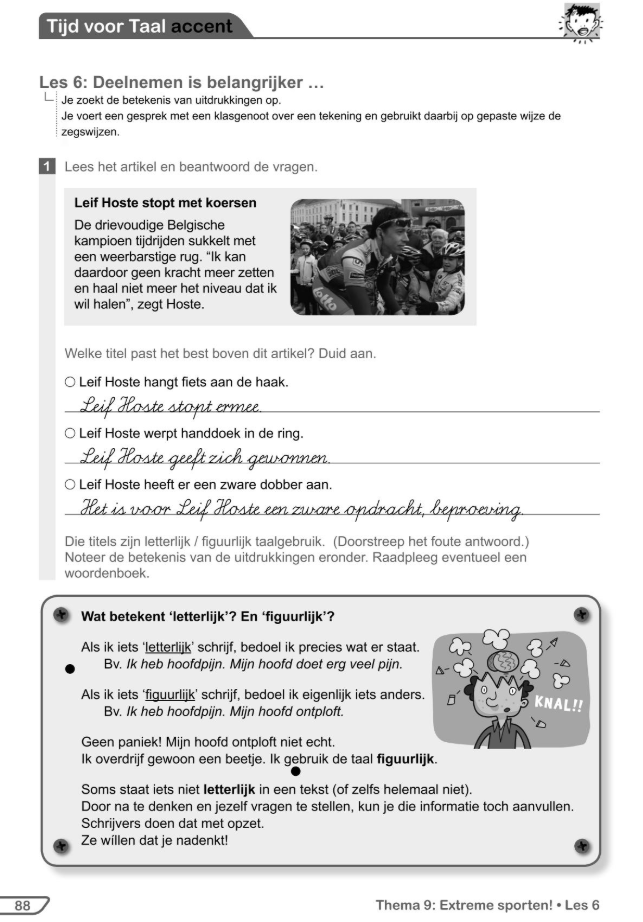 Tijd voor Taal accent
Les 6: Deelnemen is belangrijker …
Je zoekt de betekenis van uitdrukkingen op.
Je voert een gesprek met een klasgenoot over een tekening en gebruikt daarbij op gepaste wijze de
zegswijzen.
1 Lees het artikel en beantwoord de vragen.
Leif Hoste stopt met koersen
De drievoudige Belgische
kampioen tijdrijden sukkelt met
een weerbarstige rug. “Ik kan
daardoor geen kracht meer zetten
en haal niet meer het niveau dat ik
wil halen”, zegt Hoste.
lotto
Welke titel past het best boven dit artikel? Duid aan.
Leif Hoste hangt fiets aan de haak.
Leif Hoste stopt ermee.
Leif Hoste werpt handdoek in de ring.
Leif Hoste geeft zich gewonnen.
Leif Hoste heeft er een zware dobber aan.
Het is voor Leif Hoste een zware opdracht, beproeving.
Die titels zijn letterlijk / figuurlijk taalgebruik. (Doorstreep het foute antwoord.)
Noteer de betekenis van de uitdrukkingen eronder. Raadpleeg eventueel een
woordenboek.
Wat betekent ‘letterlijk’? En ‘figuurlijk’?
Als ik iets ‘letterlijk’ schrijf, bedoel ik precies wat er staat.
Bv. Ik heb hoofdpijn. Mijn hoofd doet erg veel pijn.
Als ik iets ‘figuurlijk’ schrijf, bedoel ik eigenlijk iets anders.
Bv. Ik heb hoofdpijn. Mijn hoofd ontploft.
KNAL!!
Geen paniek! Mijn hoofd ontploft niet echt.
Ik overdrijf gewoon een beetje. Ik gebruik de taal figuurlijk.
Soms staat iets niet letterlijk in een tekst (of zelfs helemaal niet).
Door na te denken en jezelf vragen te stellen, kun je die informatie toch aanvullen.
Schrijvers doen dat met opzet.
Ze wíllen dat je nadenkt!
88
Thema 9: Extreme sporten! • Les 6